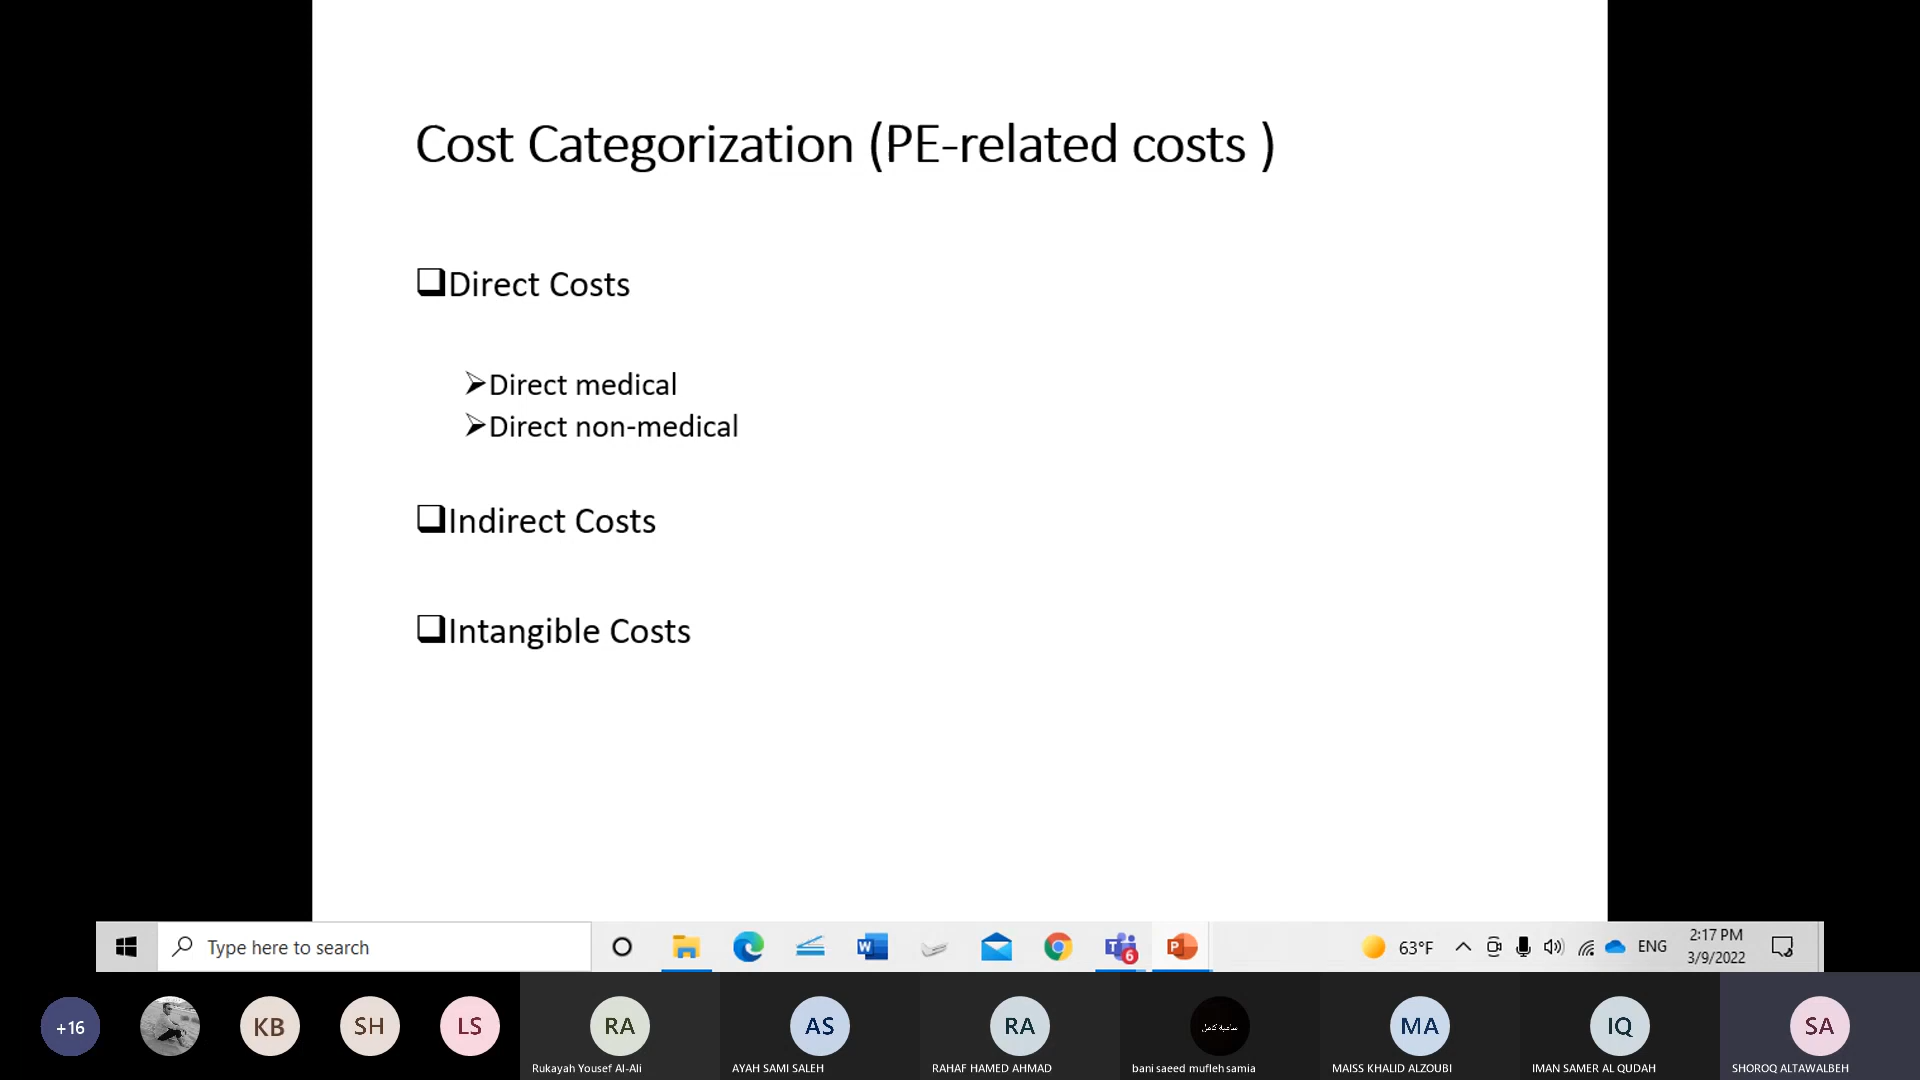 Cost Categorization (PE-related costs )
Direct Costs
Direct medical
Direct non-medical
Indirect Costs
Intangible Costs
Type here to search
6
63°F
ENG
2:17 PM
3/9/2022
+16
KB
SH
LS
RA
AS
RA
MA
IQ
SA
Rukayah Yousef Al-Ali
AYAH SAMI SALEH
RAHAF HAMED AHMAD
bani saeed mufleh samia
MAISS KHALID ALZOUBI
IMAN SAMER AL QUDAH
SHOROQ ALTAWALBEH